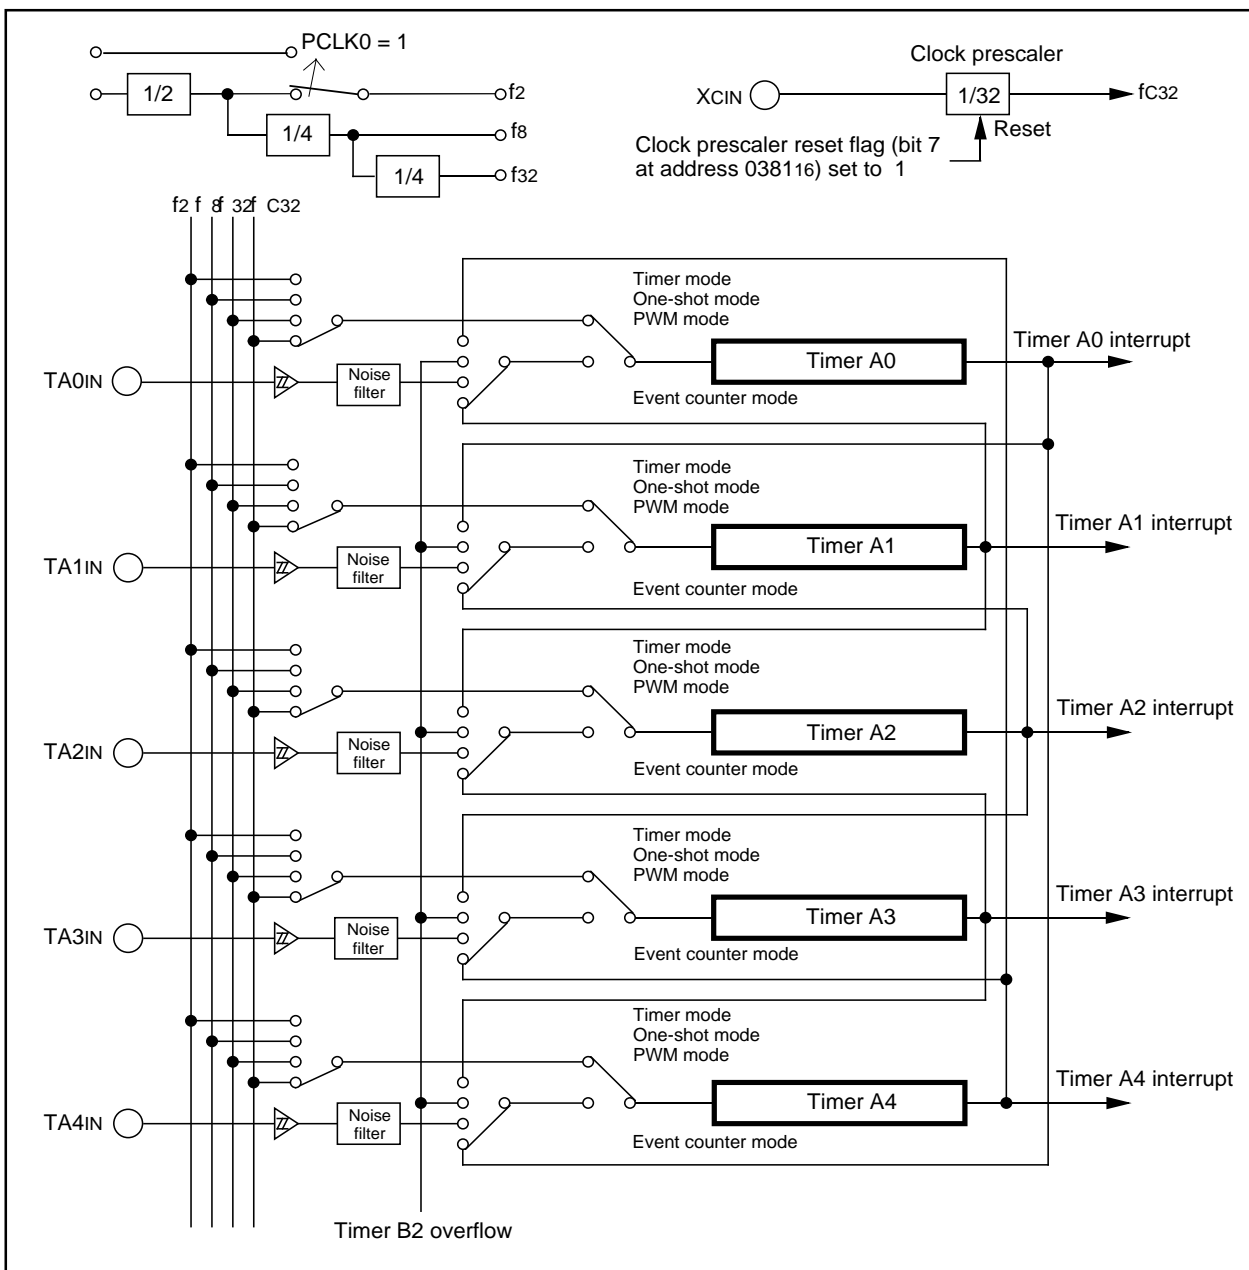 PCLK0 = 1
1/2
f2
1/4
f8
1/4
f32
Clock prescaler
XCIN
1/32
fC32
Reset
Clock prescaler reset flag (bit 7
at address 038116) set to 1
f2 f 8f 32f C32
Timer mode
One-shot mode
PWM mode
Timer A0 interrupt
Timer A0
TA0IN
Noise
filter
Event counter mode
Timer mode
One-shot mode
PWM mode
Timer A1 interrupt
Timer A1
TA1IN
Noise
filter
Event counter mode
Timer mode
One-shot mode
PWM mode
Timer A2 interrupt
Timer A2
TA2IN
Noise
filter
Event counter mode
Timer mode
One-shot mode
PWM mode
Timer A3 interrupt
Timer A3
TA3IN
Noise
filter
Event counter mode
Timer mode
One-shot mode
PWM mode
Timer A4 interrupt
Timer A4
TA4IN
Noise
filter
Event counter mode
Timer B2 overflow